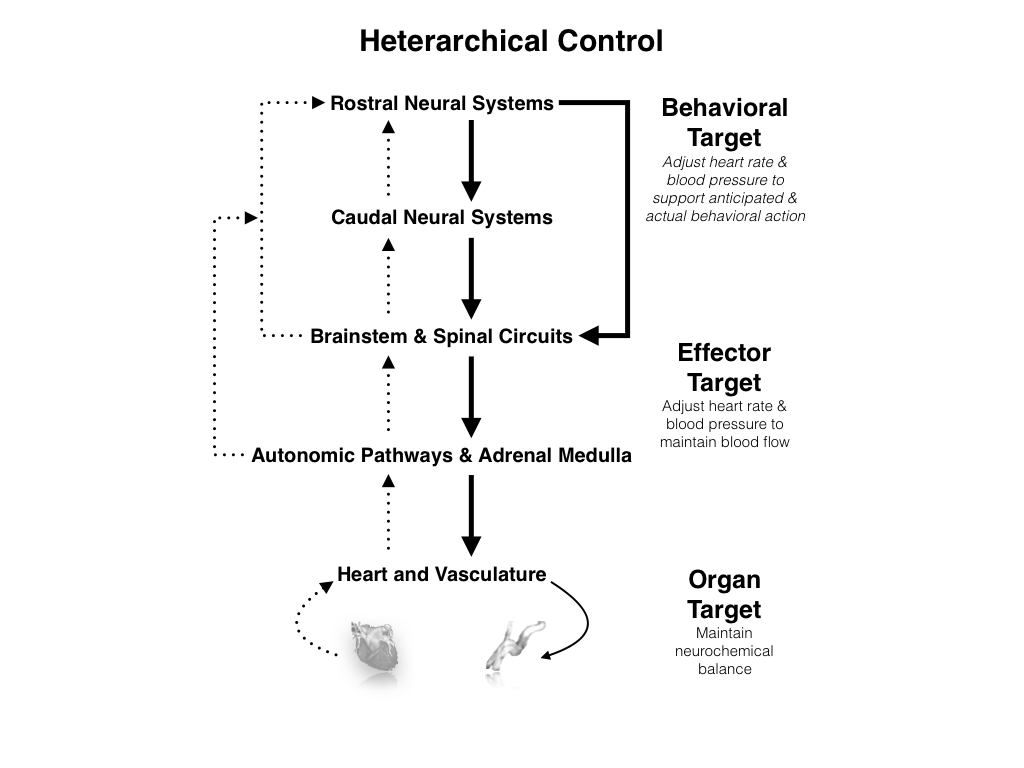 Heterarchical Control
Rostral Neural Systems
Behavioral
Target
Adjust heart rate &
blood pressure to
support anticipated &
actual behavioral action
Caudal Neural Systems
Brainstem & Spinal Circuits
Effector
Target
Adjust heart rate &
blood pressure to
maintain blood flow
Autonomic Pathways & Adrenal Medulla
Heart and Vasculature
Organ
Target
Maintain
neurochemical
balance